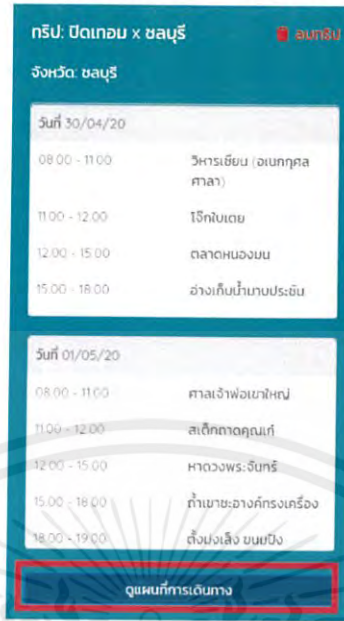 ทริป: ปิดเทอม x ชลบุรี ลบทริป
จังหวัด: ชลบุรี
วันที่ 30/04/20
08:00 - 11:00 วิหารเซียน (อเนกกุศล
ศาลา)
11:00 - 12:00 โจ๊กใบเตย
12:00 - 15:00 ตลาดหนองมน
15:00 - 18:00 อ่างเก็บน้ำมาบประชัน
วันที่ 01/05/20
08:00 - 11:00 ศาลเจ้าพ่อเขาใหญ่
11:00 - 12:00 สเต็กถาดคุณเก๋
12:00 - 15:00 หาดวงพระจันทร์
15:00 - 18:00 ถ้ำเขาชะอางค์ทรงเครื่อง
18:00 - 19:00 ตั้งม่งเส็ง ขนมปัง
ดูแผนที่การเดินทาง